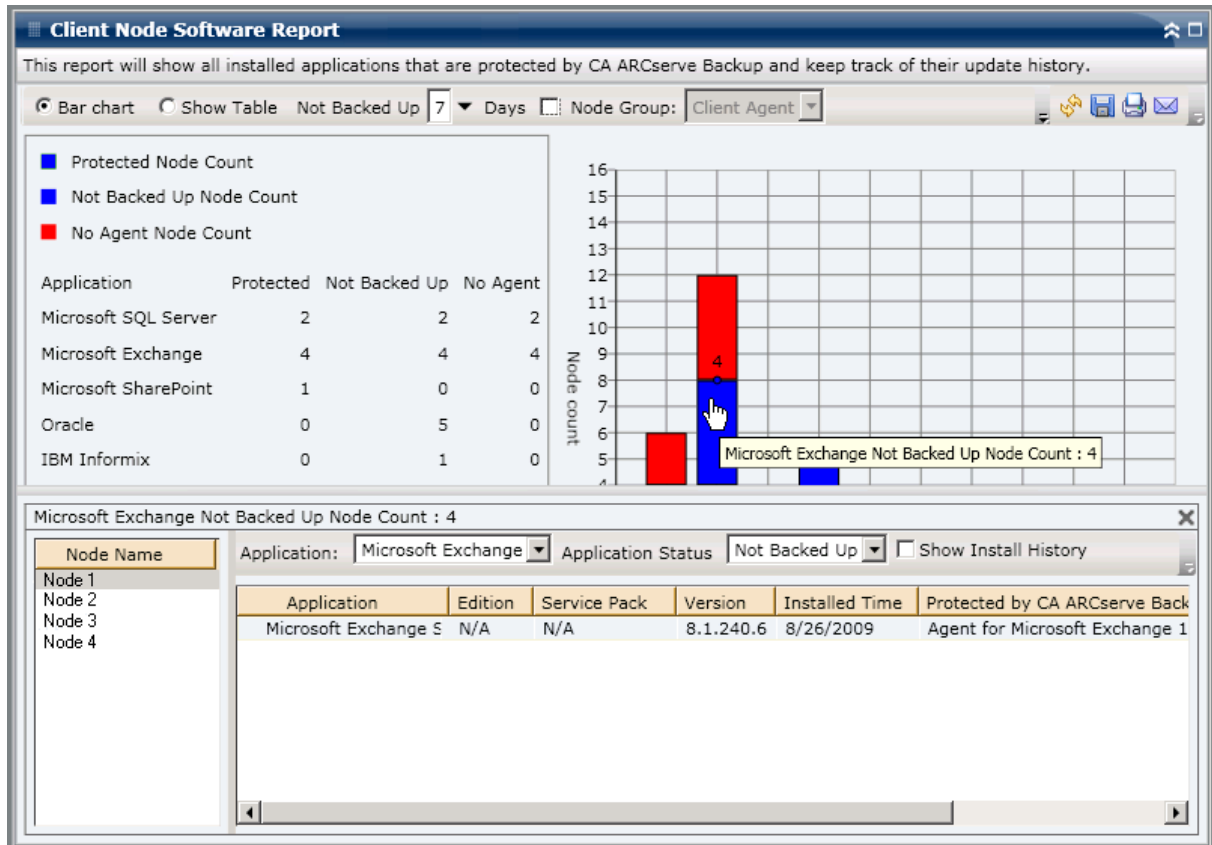 Client Node Software Report
This report will show all installed applications that are protected by CA ARCserve Backup and keep track of their update history.
Bar chart Show Table Not Backed Up 7 Days Node Group: Client Agent
Protected Node Count
Not Backed Up Node Count
No Agent Node Count
Application Protected Not Backed Up No Agent
Microsoft SQL Server 2 2 2
Microsoft Exchange 4 4 4
Microsoft SharePoint 1 0 0
Oracle 0 5 0
IBM Informix 0 1 0
Node count
16
15
14
13
12
11
10
9
8
7
6
5
4
4
Microsoft Exchange Not Backed Up Node Count : 4
Microsoft Exchange Not Backed Up Node Count : 4
Node Name
Node 1
Node 2
Node 3
Node 4
Application: Microsoft Exchange Application Status Not Backed Up Show Install History
Application Edition Service Pack Version Installed Time Protected by CA ARCserve Back
Microsoft Exchange S N/A N/A 8.1.240.6 8/26/2009 Agent for Microsoft Exchange 1